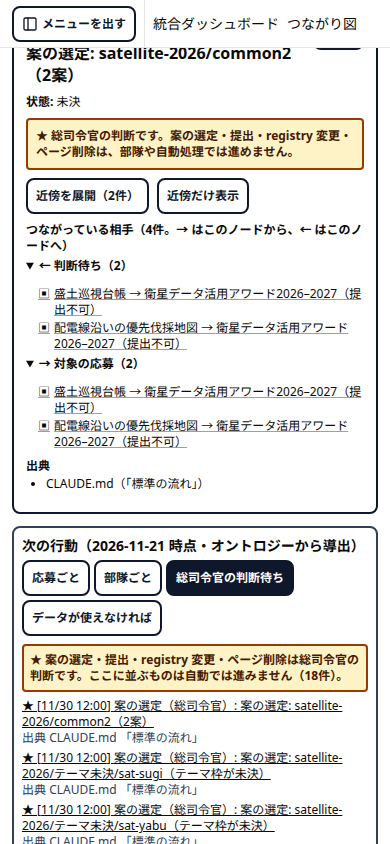 メニューを出す
統合ダッシュボード つながり図
案の選定: satellite-2026/common2
（2案）
状態: 未決
★ 総司令官の判断です。案の選定・提出・registry 変更・
ページ削除は、部隊や自動処理では進めません。
近傍を展開（2件） 近傍だけ表示
つながっている相手（4件。→ はこのノードから、← はこのノ
ードへ）
▼ ← 判断待ち（2）
▣ 盛土巡視台帳 → 衛星データ活用アワード2026–2027（提
出不可）
▣ 配電線沿いの優先伐採地図 → 衛星データ活用アワード
2026–2027（提出不可）
▼ → 対象の応募（2）
▣ 盛土巡視台帳 → 衛星データ活用アワード2026–2027（提
出不可）
▣ 配電線沿いの優先伐採地図 → 衛星データ活用アワード
2026–2027（提出不可）
出典
• CLAUDE.md（「標準の流れ」）
次の行動（2026-11-21 時点・オントロジーから導出）
応募ごと 部隊ごと 総司令官の判断待ち
データが使えなければ
★ 案の選定・提出・registry 変更・ページ削除は総司令官の
判断です。ここに並ぶものは自動では進みません（18件）。
★ [11/30 12:00] 案の選定（総司令官）: 案の選定: satellite-
2026/common2（2案）
出典 CLAUDE.md 「標準の流れ」
★ [11/30 12:00] 案の選定（総司令官）: 案の選定: satellite-
2026/テーマ未決/sat-sugi（テーマ枠が未決）
出典 CLAUDE.md 「標準の流れ」
★ [11/30 12:00] 案の選定（総司令官）: 案の選定: satellite-
2026/テーマ未決/sat-yabu（テーマ枠が未決）
出典 CLAUDE.md 「標準の流れ」